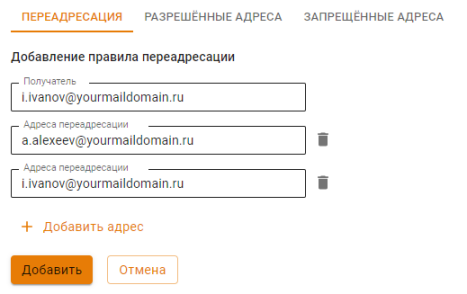 ПЕРЕАДРЕСАЦИЯ РАЗРЕШЁННЫЕ АДРЕСА ЗАПРЕЩЁННЫЕ АДРЕСА
Добавление правила переадресации
Получатель
i.ivanov@yourmaildomain.ru
Адреса переадресации
a.alexeev@yourmaildomain.ru
Адреса переадресации
i.ivanov@yourmaildomain.ru
+ Добавить адрес
Добавить Отмена